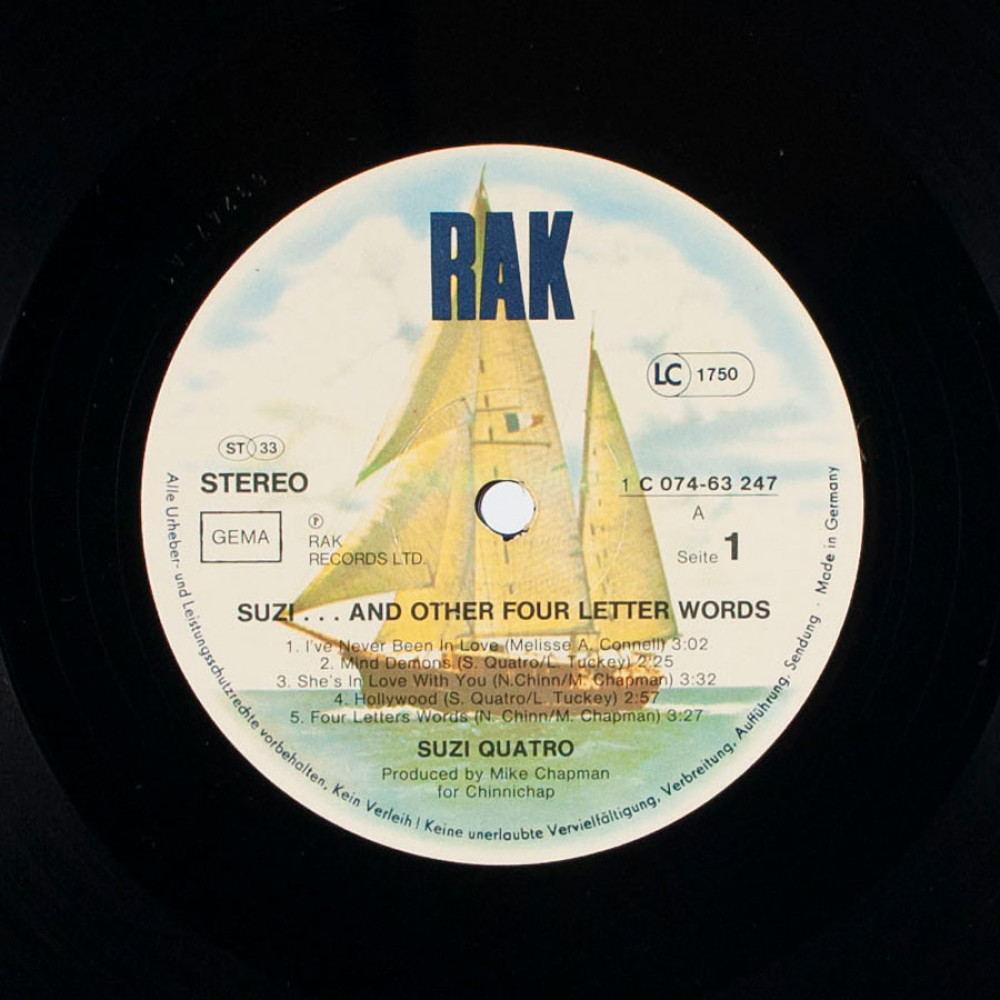 RAK
LC 1750
ST 33
STEREO
1 C 074-63 247
A
GEMA
℗
RAK
RECORDS LTD.
Seite 1
SUZI . . . AND OTHER FOUR LETTER WORDS
1. I've Never Been In Love (Melisse A. Connell) 3:02
2. Mind Demons (S. Quatro/L. Tuckey) 2:25
3. She's In Love With You (N.Chinn/M. Chapman) 3:32
4. Hollywood (S. Quatro/L. Tuckey) 2:57
5. Four Letters Words (N. Chinn/M. Chapman) 3:27
SUZI QUATRO
Produced by Mike Chapman
for Chinnichap
Alle Urheber- und Leistungsschutzrechte vorbehalten. Kein Verleih! Keine unerlaubte Vervielfältigung, Verbreitung, Aufführung, Sendung · Made in Germany